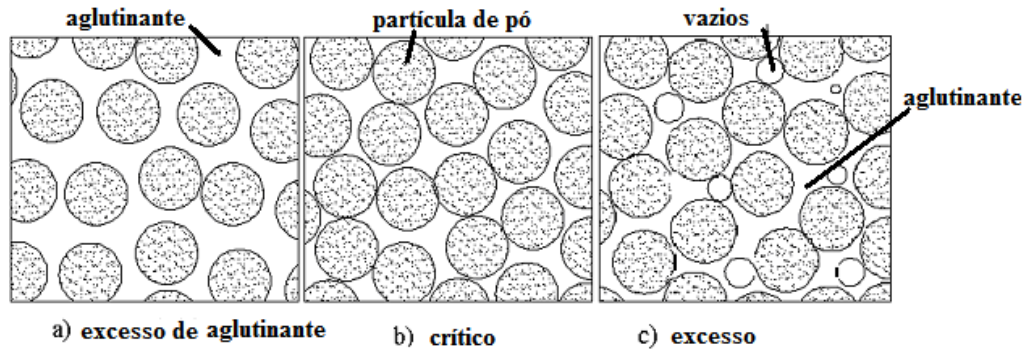 aglutinante
partícula de pó
vazios
aglutinante
a) excesso de aglutinante
b) crítico
c) excesso